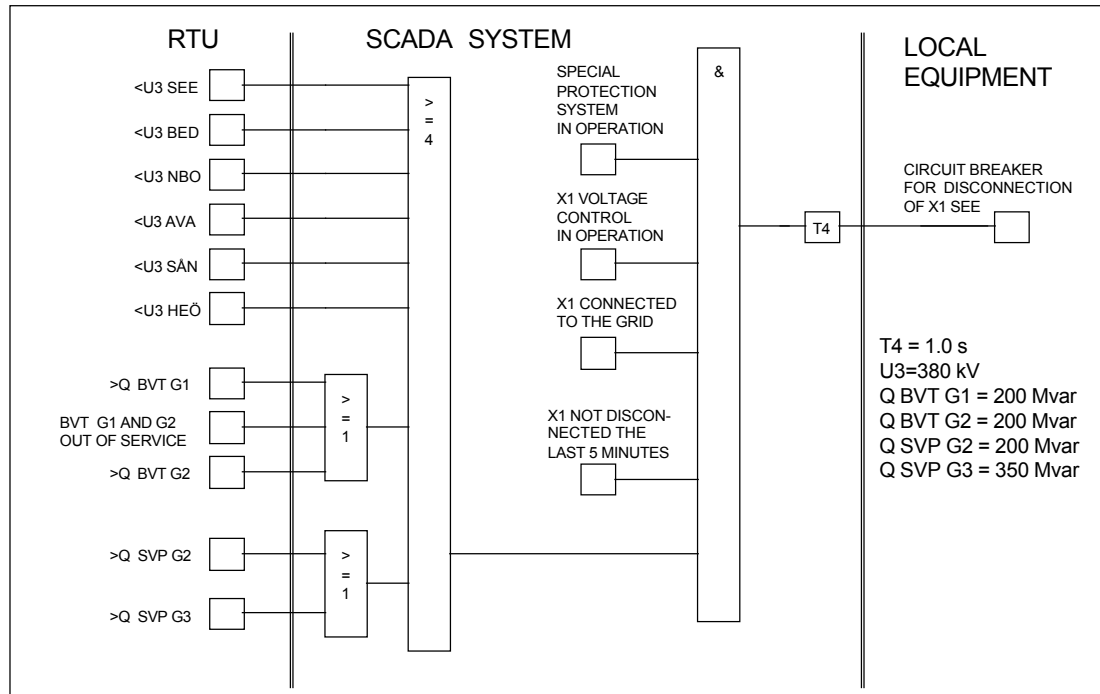 RTU
SCADA SYSTEM
LOCAL
EQUIPMENT
<U3 SEE
<U3 BED
<U3 NBO
<U3 AVA
<U3 SÅN
<U3 HEÖ
>Q BVT G1
BVT G1 AND G2
OUT OF SERVICE
>Q BVT G2
>Q SVP G2
>Q SVP G3
>
=
4
>
=
1
>
=
1
SPECIAL
PROTECTION
SYSTEM
IN OPERATION
X1 VOLTAGE
CONTROL
IN OPERATION
X1 CONNECTED
TO THE GRID
X1 NOT DISCON-
NECTED THE
LAST 5 MINUTES
&
T4
CIRCUIT BREAKER
FOR DISCONNECTION
OF X1 SEE
T4 = 1.0 s
U3=380 kV
Q BVT G1 = 200 Mvar
Q BVT G2 = 200 Mvar
Q SVP G2 = 200 Mvar
Q SVP G3 = 350 Mvar